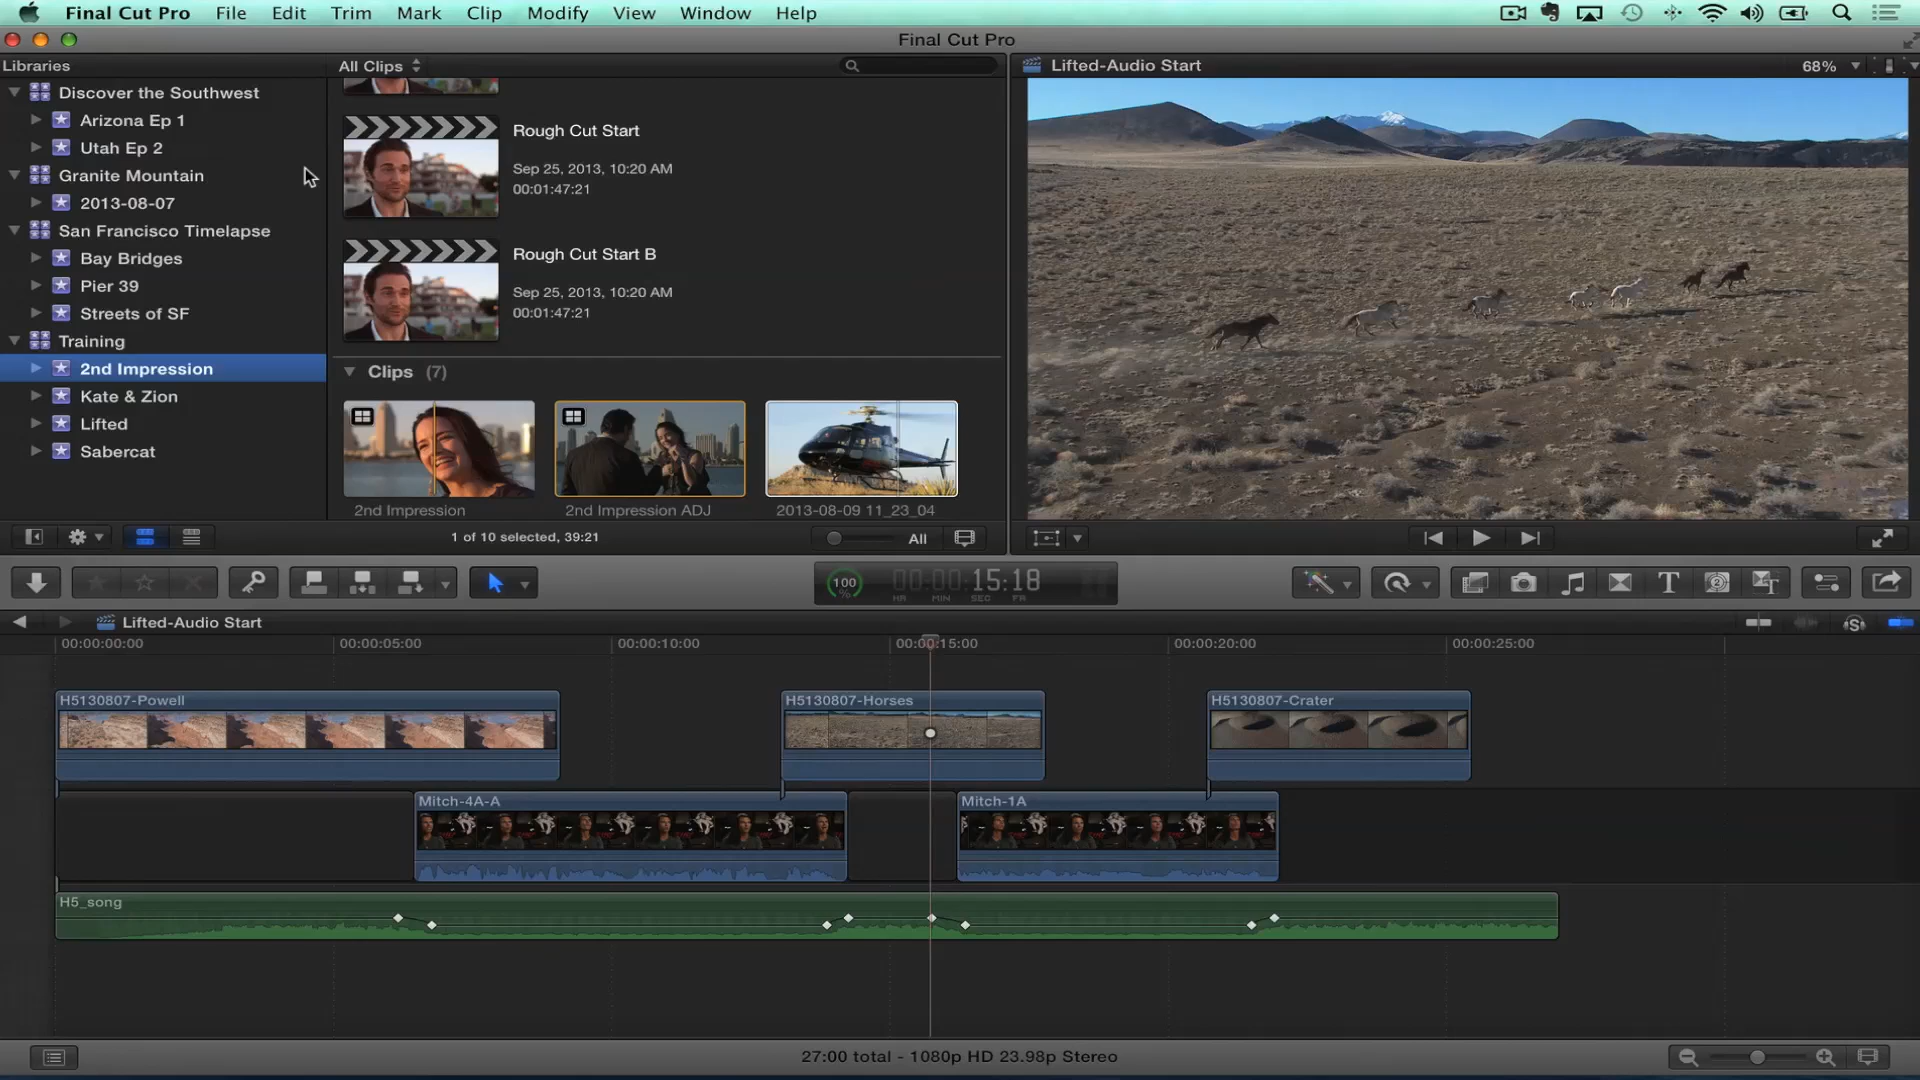 Final Cut Pro File Edit Trim Mark Clip Modify View Window Help
Final Cut Pro
Libraries
All Clips
Lifted-Audio Start
68%
Discover the Southwest
Arizona Ep 1
Utah Ep 2
Granite Mountain
2013-08-07
San Francisco Timelapse
Bay Bridges
Pier 39
Streets of SF
Training
2nd Impression
Kate & Zion
Lifted
Sabercat
Rough Cut Start
Sep 25, 2013, 10:20 AM
00:01:47:21
Rough Cut Start B
Sep 25, 2013, 10:20 AM
00:01:47:21
Clips (7)
2nd Impression
2nd Impression ADJ
2013-08-09 11_23_04
1 of 10 selected, 39:21
All
100
%
00:00:15:18
HR MIN SEC FR
Lifted-Audio Start
00:00:00:00
00:00:05:00
00:00:10:00
00:00:15:00
00:00:20:00
00:00:25:00
H5130807-Powell
H5130807-Horses
H5130807-Crater
Mitch-4A-A
Mitch-1A
H5_song
27:00 total - 1080p HD 23.98p Stereo